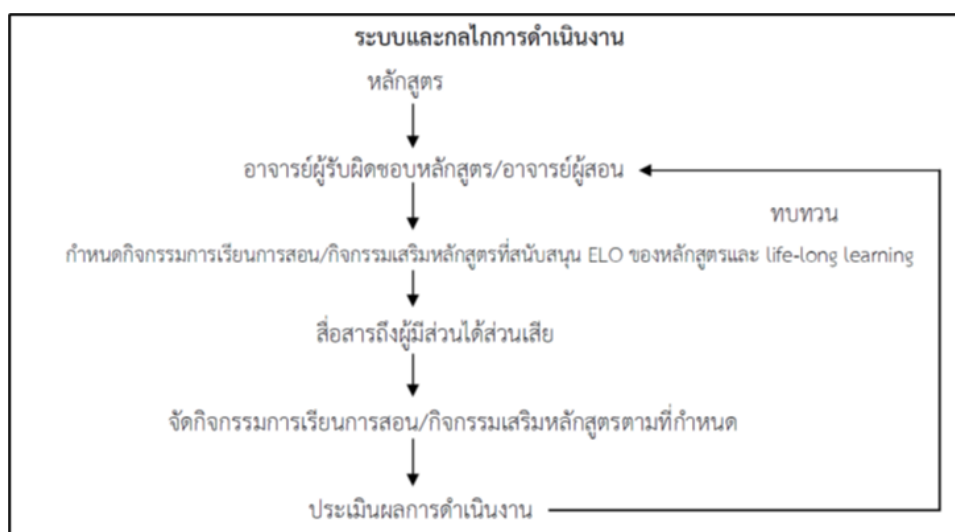 ระบบและกลไกการดำเนินงาน
หลักสูตร
อาจารย์ผู้รับผิดชอบหลักสูตร/อาจารย์ผู้สอน
ทบทวน
กำหนดกิจกรรมการเรียนการสอน/กิจกรรมเสริมหลักสูตรที่สนับสนุน ELO ของหลักสูตรและ life-long learning
สื่อสารถึงผู้มีส่วนได้ส่วนเสีย
จัดกิจกรรมการเรียนการสอน/กิจกรรมเสริมหลักสูตรตามที่กำหนด
ประเมินผลการดำเนินงาน